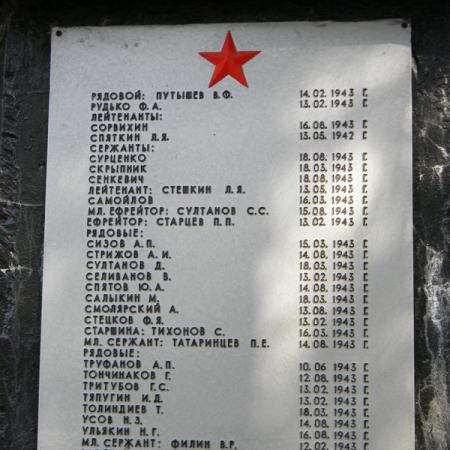 РЯДОВОЙ: ПУТЫШЕВ В.Ф. 14.02.1943 Г.
РУДЬКО Ф.А. 13.02.1943 Г.
ЛЕЙТЕНАНТЫ:
СОРВИХИН 16.08.1943 Г.
СПЯТКИН Л.Я. 13.05.1942 Г.
СЕРЖАНТЫ:
СУРЦЕНКО 18.08.1943 Г.
СКРЫПНИК 18.03.1943 Г.
СЕНКЕВИЧ 18.08.1943 Г.
ЛЕЙТЕНАНТ: СТЕШКИН Л.Я. 13.05.1943 Г.
САМОЙЛОВ 16.03.1943 Г.
МЛ. ЕФРЕЙТОР: СУЛТАНОВ С.С. 15.08.1943 Г.
ЕФРЕЙТОР: СТАРЦЕВ П.П. 13.02.1943 Г.
РЯДОВЫЕ:
СИЗОВ А.П. 15.03.1943 Г.
СТРИЖОВ А.И. 14.08.1943 Г.
СУЛТАНОВ Д. 18.03.1943 Г.
СЕЛИВАНОВ В. 13.02.1943 Г.
СПЯТОВ Ю.А. 14.08.1943 Г.
САЛЫКИН М. 18.03.1943 Г.
СМОЛЯРСКИЙ А. 13.08.1943 Г.
СТЕЦКОВ Ф.Я. 13.02.1943 Г.
СТАРШИНА: ТИХОНОВ С. 16.03.1943 Г.
МЛ. СЕРЖАНТ: ТАТАРИНЦЕВ П.Е. 14.08.1943 Г.
РЯДОВЫЕ:
ТРУФАНОВ А.П. 10.06.1943 Г.
ТОНЧИНАКОВ Г. 12.08.1943 Г.
ТРИТУБОВ Г.С. 13.02.1943 Г.
ТЯПУГИН И.Д. 13.02.1943 Г.
ТОЛИНДИЕВ Т. 18.03.1943 Г.
УСОВ Н.З. 14.08.1943 Г.
УЛЬЯКИН Н.Г. 16.08.1943 Г.
МЛ. СЕРЖАНТ: ФИЛИН В.Р. 12.02.1943 Г.